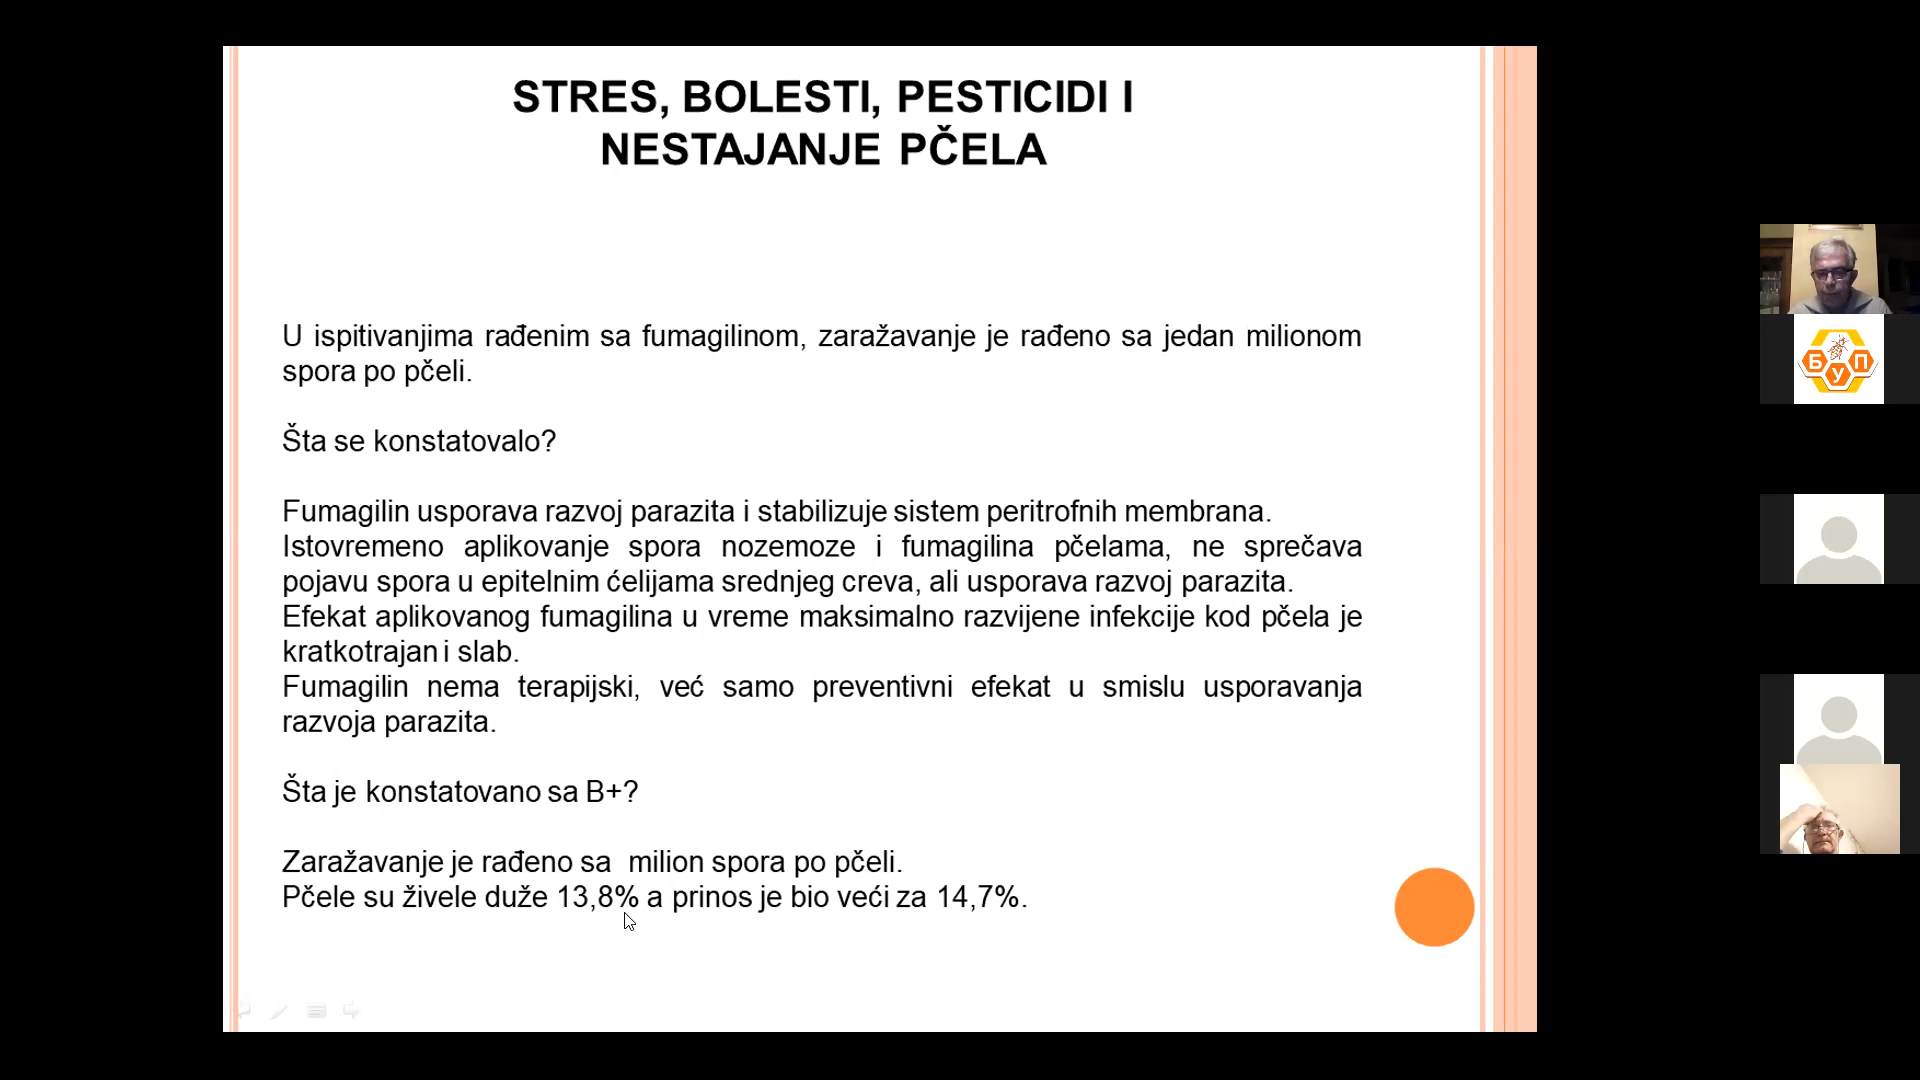 STRES, BOLESTI, PESTICIDI I
NESTAJANJE PČELA
U ispitivanjima rađenim sa fumagilinom, zaražavanje je rađeno sa jedan milionom
spora po pčeli.
Šta se konstatovalo?
Fumagilin usporava razvoj parazita i stabilizuje sistem peritrofnih membrana.
Istovremeno aplikovanje spora nozemoze i fumagilina pčelama, ne sprečava
pojavu spora u epitelnim ćelijama srednjeg creva, ali usporava razvoj parazita.
Efekat aplikovanog fumagilina u vreme maksimalno razvijene infekcije kod pčela je
kratkotrajan i slab.
Fumagilin nema terapijski, već samo preventivni efekat u smislu usporavanja
razvoja parazita.
Šta je konstatovano sa B+?
Zaražavanje je rađeno sa milion spora po pčeli.
Pčele su živele duže 13,8% a prinos je bio veći za 14,7%.
Б У П